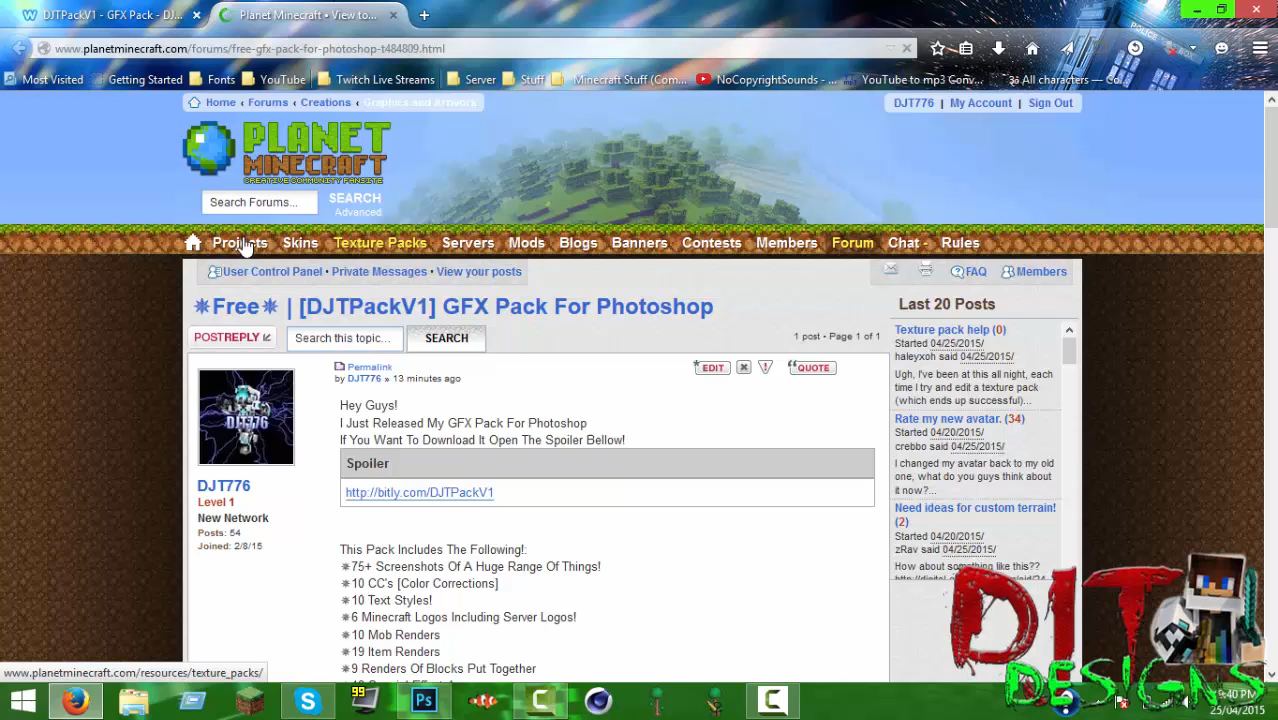 DJTPackV1 - GFX Pack - DJ...
Planet Minecraft • View to...
www.planetminecraft.com/forums/free-gfx-pack-for-photoshop-t484809.html
Most Visited
Getting Started
Fonts
YouTube
Twitch Live Streams
Server
Stuff
Minecraft Stuff (Com...
NoCopyrightSounds - ...
YouTube to mp3 Conv...
All characters — Co...
Home ‹ Forums ‹ Creations ‹ Graphics and Artwork
DJT776 | My Account | Sign Out
PLANET
MINECRAFT
CREATIVE COMMUNITY FANSITE
Search Forums...
SEARCH
Advanced
Projects Skins Texture Packs Servers Mods Blogs Banners Contests Members Forum Chat Rules
User Control Panel • Private Messages • View your posts
FAQ Members
✵Free✵ | [DJTPackV1] GFX Pack For Photoshop
POSTREPLY
Search this topic...
SEARCH
1 post • Page 1 of 1
Permalink
by DJT776 » 13 minutes ago
EDIT
QUOTE
Hey Guys!
I Just Released My GFX Pack For Photoshop
If You Want To Download It Open The Spoiler Bellow!
Spoiler
http://bitly.com/DJTPackV1
DJT776
DJT776
Level 1
New Network
Posts: 54
Joined: 2/8/15
This Pack Includes The Following!:
✵75+ Screenshots Of A Huge Range Of Things!
✵10 CC's [Color Corrections]
✵10 Text Styles!
✵6 Minecraft Logos Including Server Logos!
✵10 Mob Renders
✵19 Item Renders
✵9 Renders Of Blocks Put Together
Last 20 Posts
Texture pack help (0)
Started 04/25/2015/
haleyxoh said 04/25/2015/
Ugh, I've been at this all night, each
time I try and edit a texture pack
(which ends up successful)...
Rate my new avatar. (34)
Started 04/20/2015/
crebbo said 04/25/2015/
I changed my avatar back to my old
one, what do you guys think about
it now?...
Need ideas for custom terrain!
(2)
Started 04/20/2015/
zRav said 04/25/2015/
How about something like this??
www.planetminecraft.com/resources/texture_packs/
DJT
DESIGNS
99
Ps
9:40 PM
25/04/2015